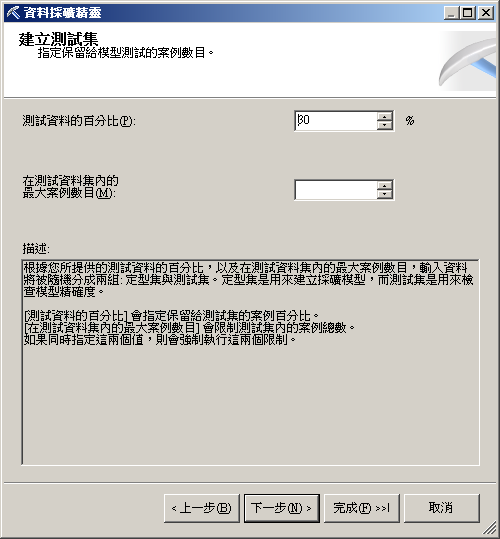 資料採礦精靈
建立測試集
指定保留給模型測試的案例數目。
測試資料的百分比(P): 30 %
在測試資料集內的
最大案例數目(M):
描述:
根據您所提供的測試資料的百分比，以及在測試資料集內的最大案例數目，輸入資料
將被隨機分成兩組: 定型集與測試集。定型集是用來建立採礦模型，而測試集是用來檢
查模型精確度。
[測試資料的百分比] 會指定保留給測試集的案例百分比。
[在測試資料集內的最大案例數目] 會限制測試集內的案例總數。
如果同時指定這兩個值，則會強制執行這兩個限制。
< 上一步(B) 下一步(N) > 完成(F) >>| 取消